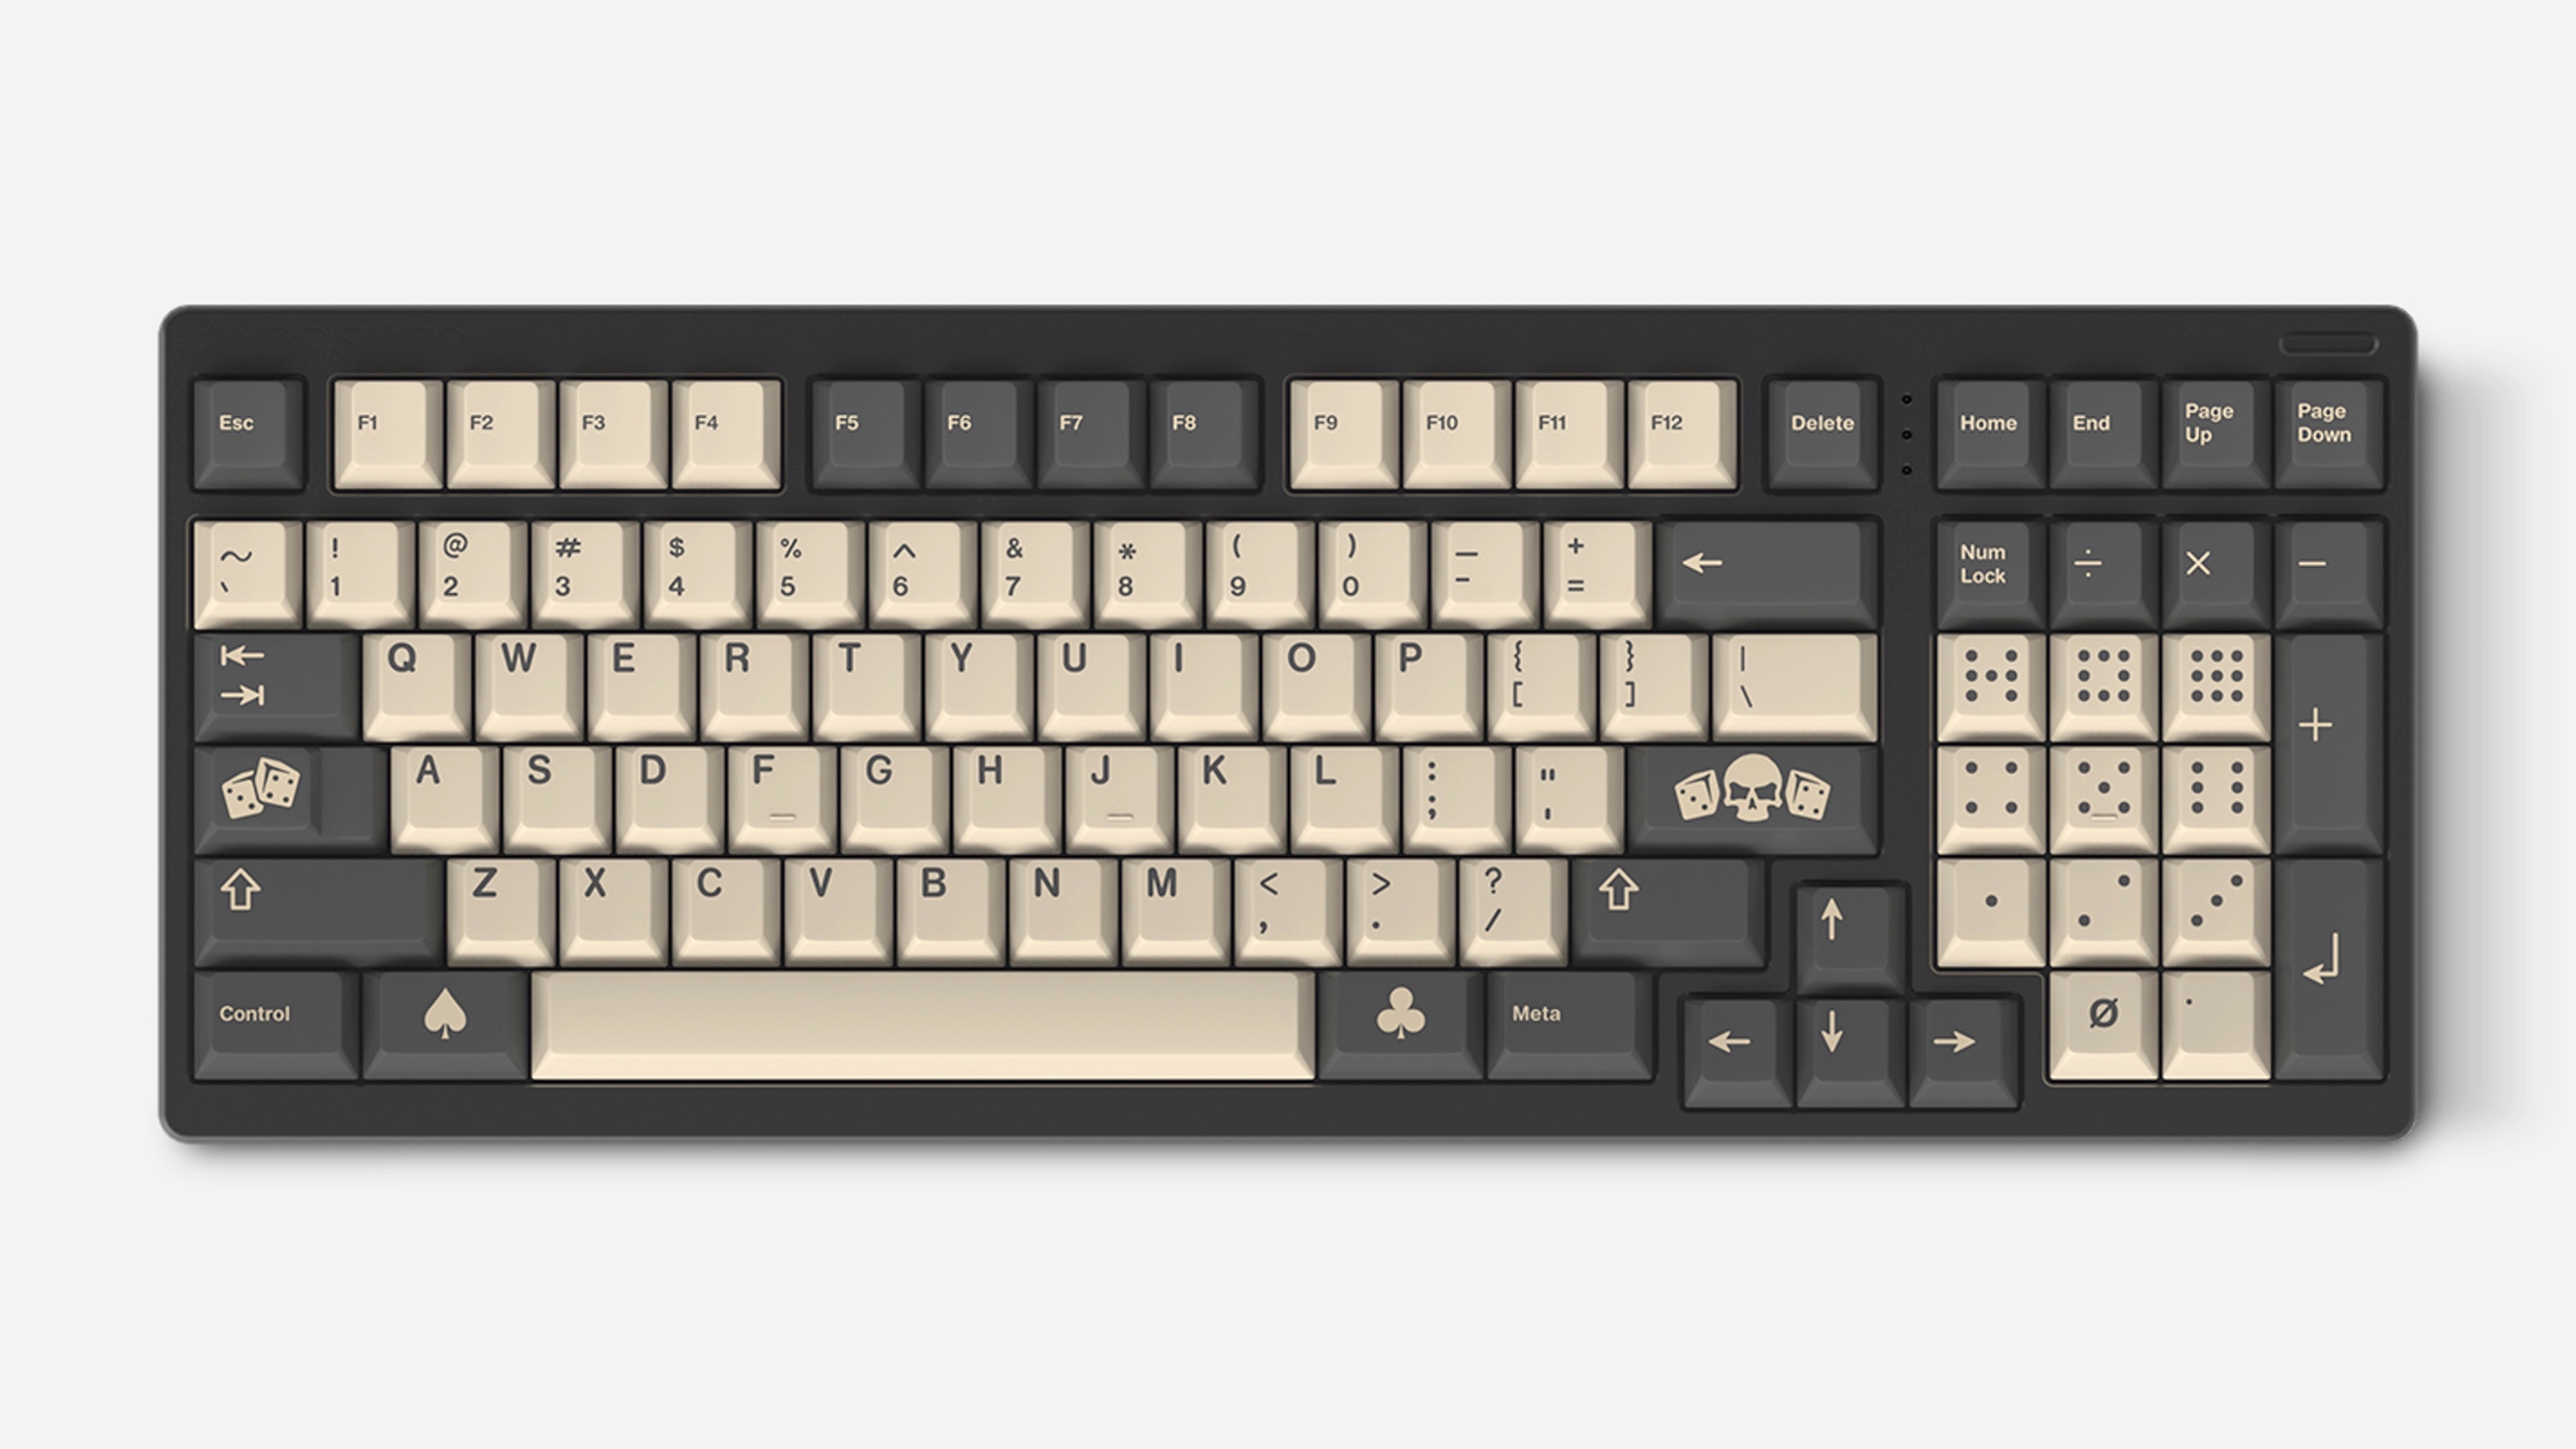 Esc F1 F2 F3 F4 F5 F6 F7 F8 F9 F10 F11 F12 Delete Home End Page Up Page Down
~ ! @ # $ % ^ & * ( ) _ + ← Num Lock ÷ × −
` 1 2 3 4 5 6 7 8 9 0 - =
Q W E R T Y U I O P { } | +
[ ] \
A S D F G H J K L : "
; '
Z X C V B N M < > ?
, . /
Control Meta Ø .